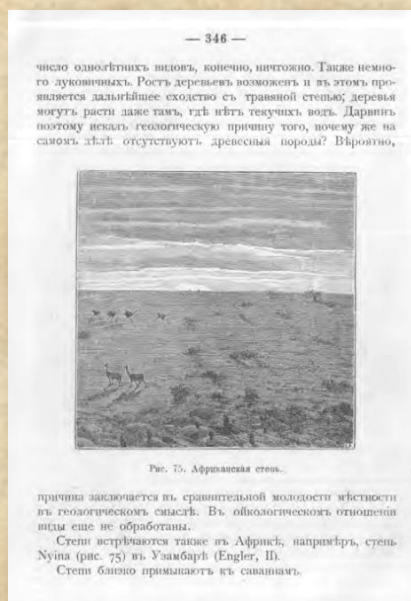 — 346 —
число однолѣтнихъ видовъ, конечно, ничтожно. Также немно-
го луковичныхъ. Ростъ деревьевъ возможенъ и въ этомъ про-
является дальнѣйшее сходство съ травяной степью; деревья
могутъ расти даже тамъ, гдѣ нѣтъ текучихъ водъ. Дарвинъ
поэтому искалъ геологическую причину того, почему же на
самомъ дѣлѣ отсутствуютъ древесныя породы? Вѣроятно,
Рис. 75. Африканская степь.
причина заключается въ сравнительной молодости мѣстности
въ геологическомъ смыслѣ. Въ ойкологическомъ отношеніи
виды еще не обработаны.
Степи встрѣчаются также въ Африкѣ, напримѣръ, степь
Nyina (рис. 75) въ Узамбарѣ (Engler, II).
Степи близко примыкаютъ къ саваннамъ.